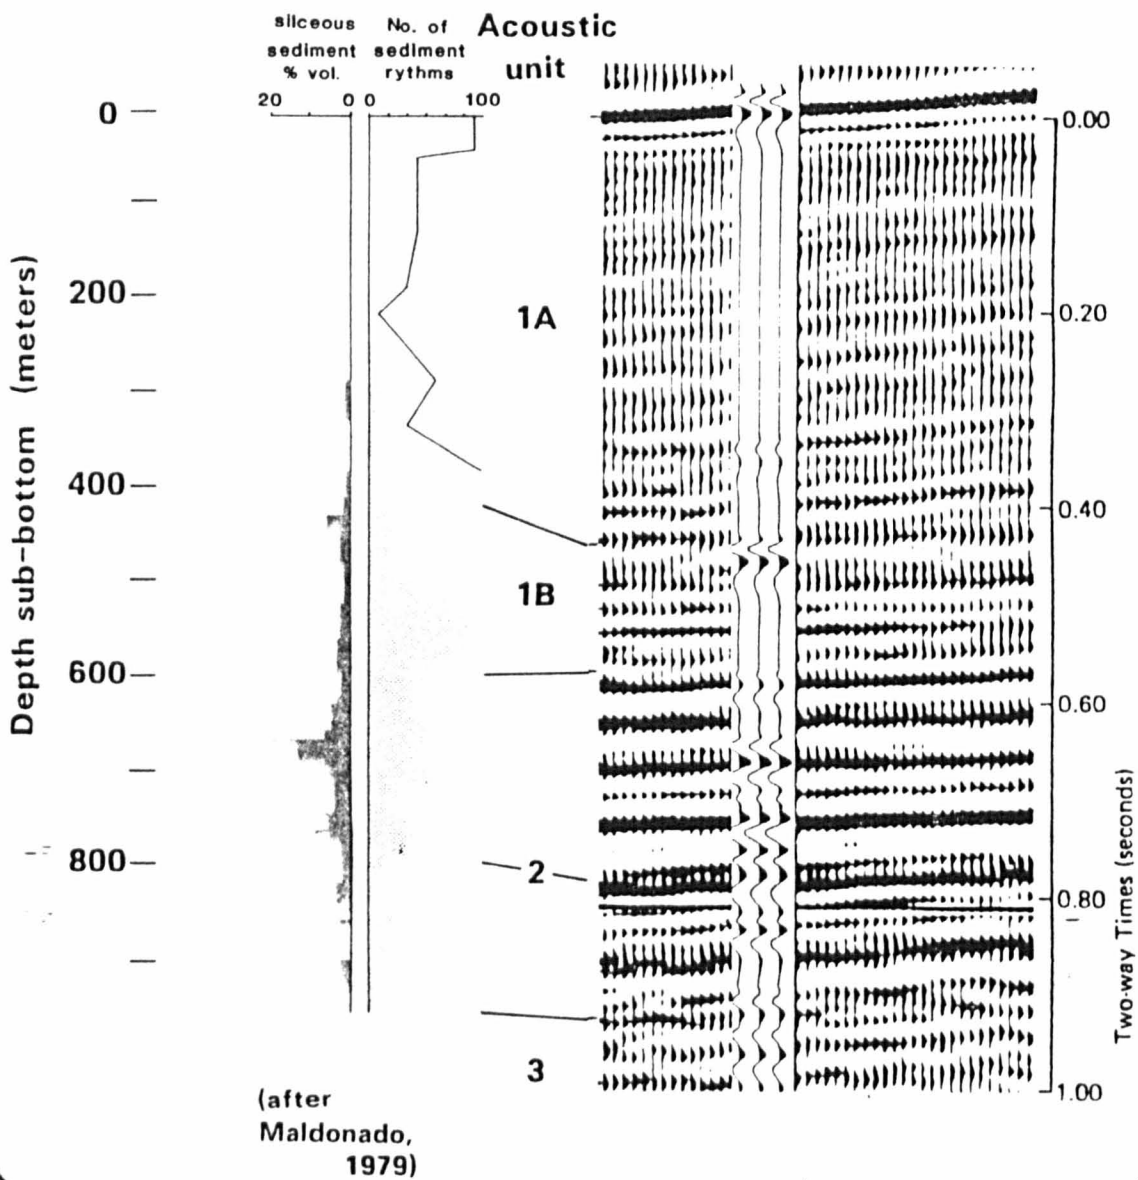 silceous
sediment
% vol.
No. of
sediment
rythms
Acoustic
unit
20 0 0 100
0
200
400
600
800
Depth sub-bottom (meters)
1A
1B
2
3
0.00
0.20
0.40
0.60
0.80
1.00
Two-way Times (seconds)
(after
Maldonado,
1979)